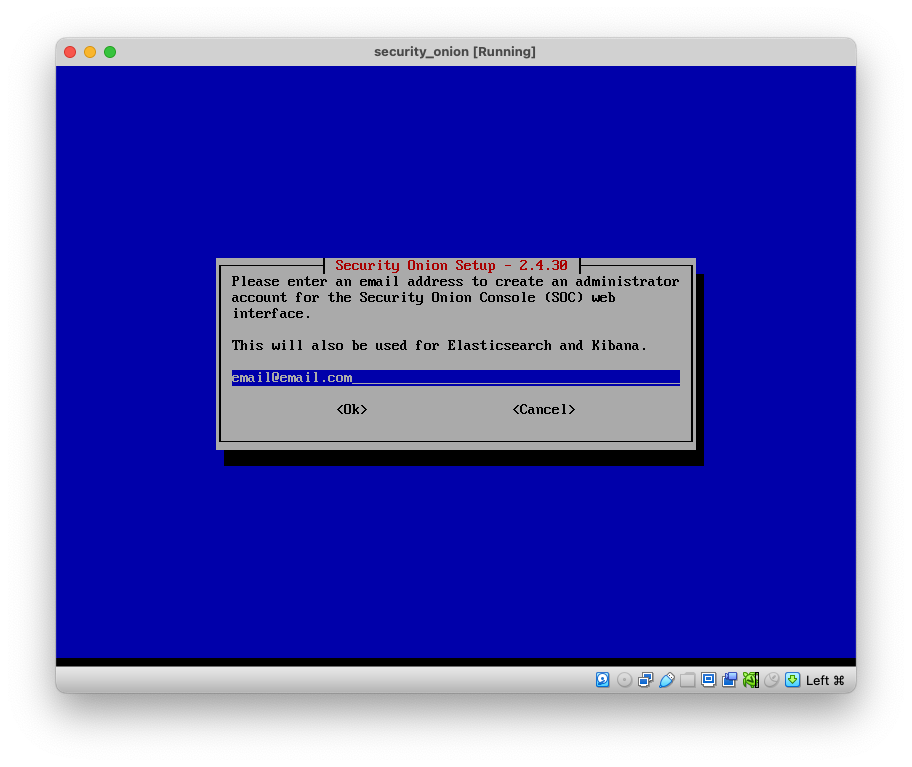 security_onion [Running]
Security Onion Setup - 2.4.30
Please enter an email address to create an administrator
account for the Security Onion Console (SOC) web
interface.
This will also be used for Elasticsearch and Kibana.
email@email.com
<Ok> <Cancel>
Left ⌘